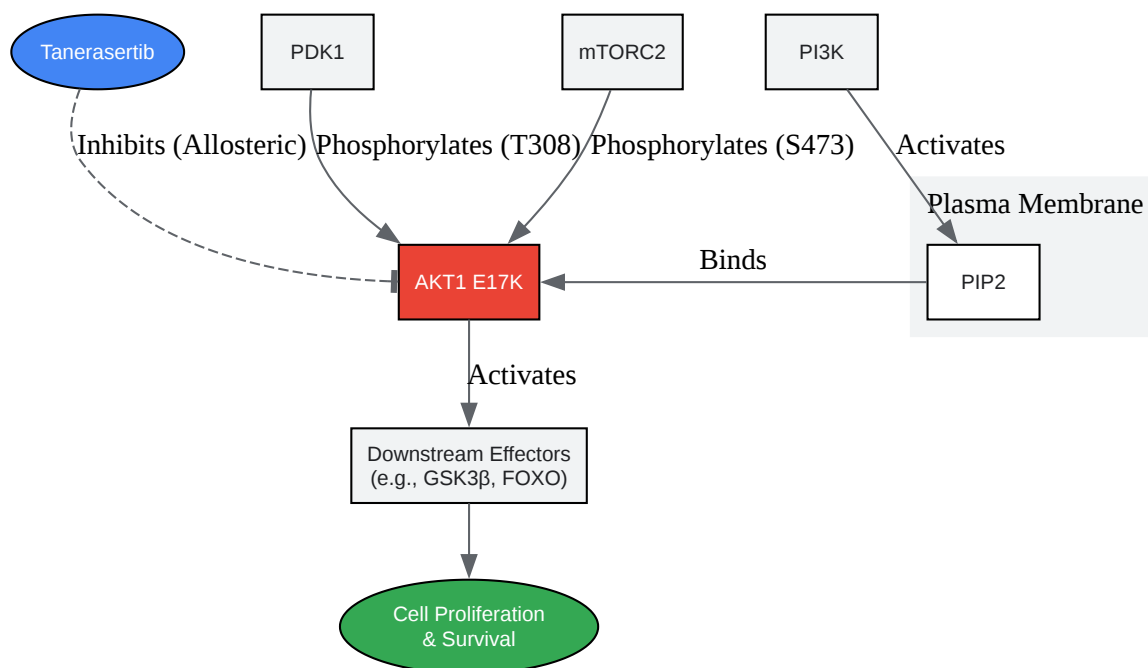 Tanerasertib
PDK1
mTORC2
PI3K
Inhibits (Allosteric)
Phosphorylates (T308)
Phosphorylates (S473)
Activates
Plasma Membrane
AKT1 E17K
Binds
PIP2
Activates
Downstream Effectors
(e.g., GSK3β, FOXO)
Cell Proliferation
& Survival